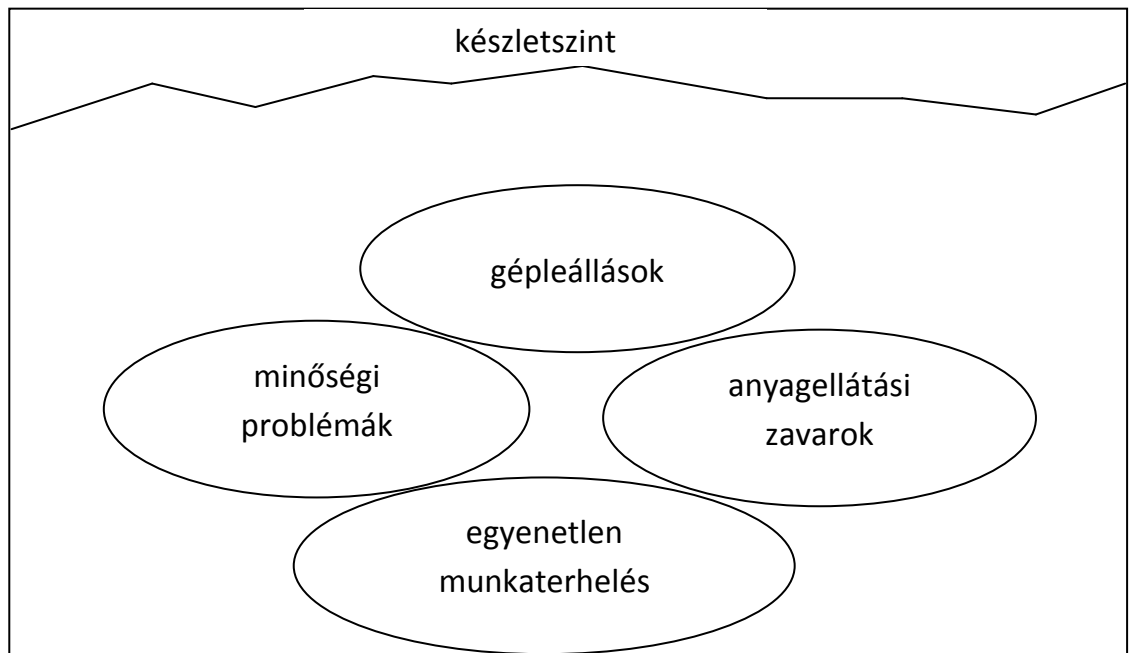 készletszint
gépleállások
minőségi
problémák
anyagellátási
zavarok
egyenetlen
munkaterhelés